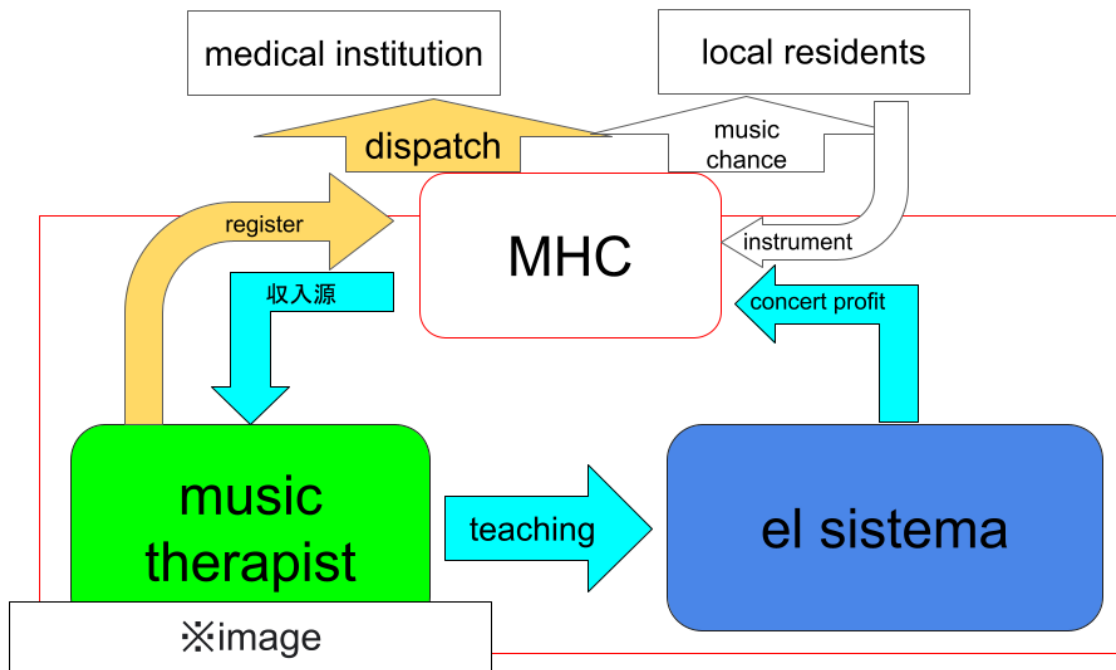 medical institution
local residents
dispatch
music
chance
register
MHC
instrument
収入源
concert profit
music
therapist
teaching
el sistema
※image